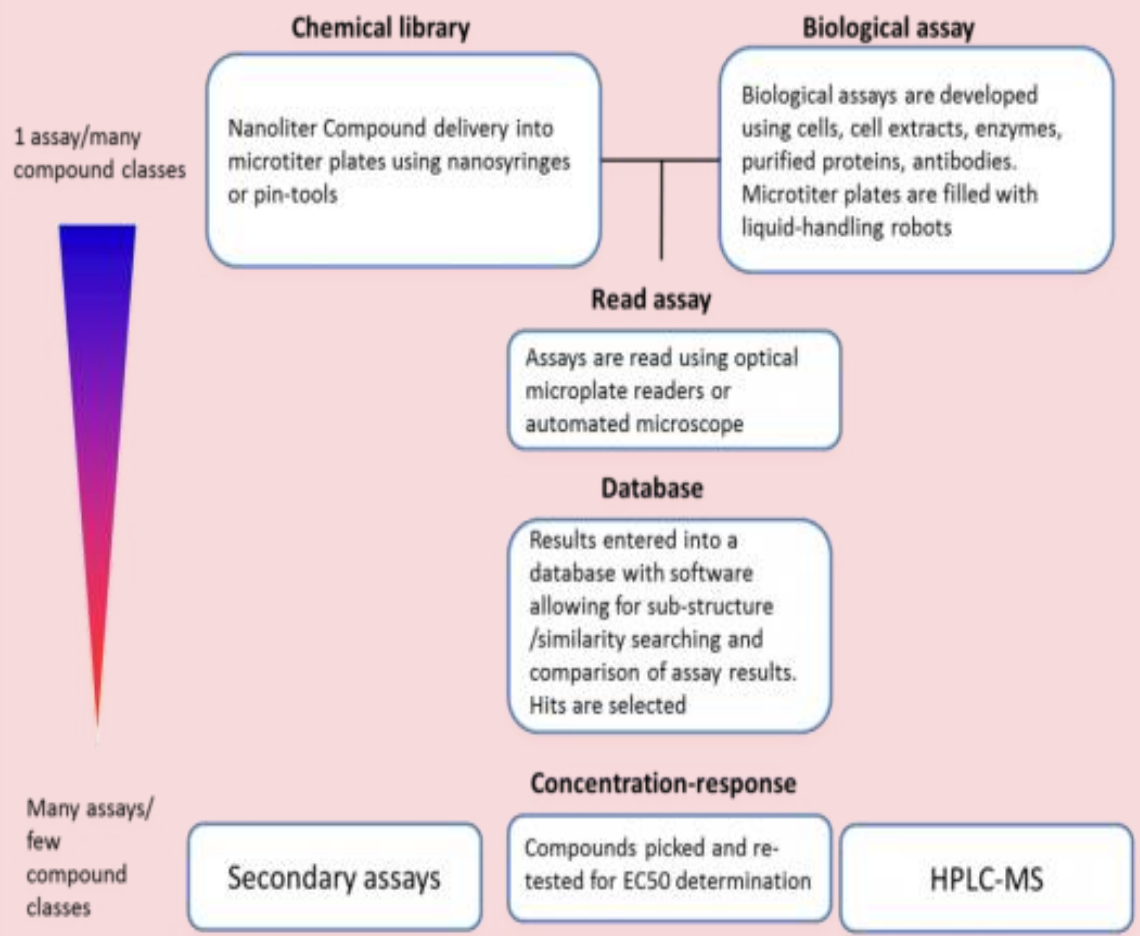 Chemical library
Biological assay
1 assay/many
compound classes
Nanoliter Compound delivery into
microtiter plates using nanosyringes
or pin-tools
Biological assays are developed
using cells, cell extracts, enzymes,
purified proteins, antibodies.
Microtiter plates are filled with
liquid-handling robots
Read assay
Assays are read using optical
microplate readers or
automated microscope
Database
Results entered into a
database with software
allowing for sub-structure
/similarity searching and
comparison of assay results.
Hits are selected
Concentration-response
Many assays/
few
compound
classes
Secondary assays
Compounds picked and re-
tested for EC50 determination
HPLC-MS